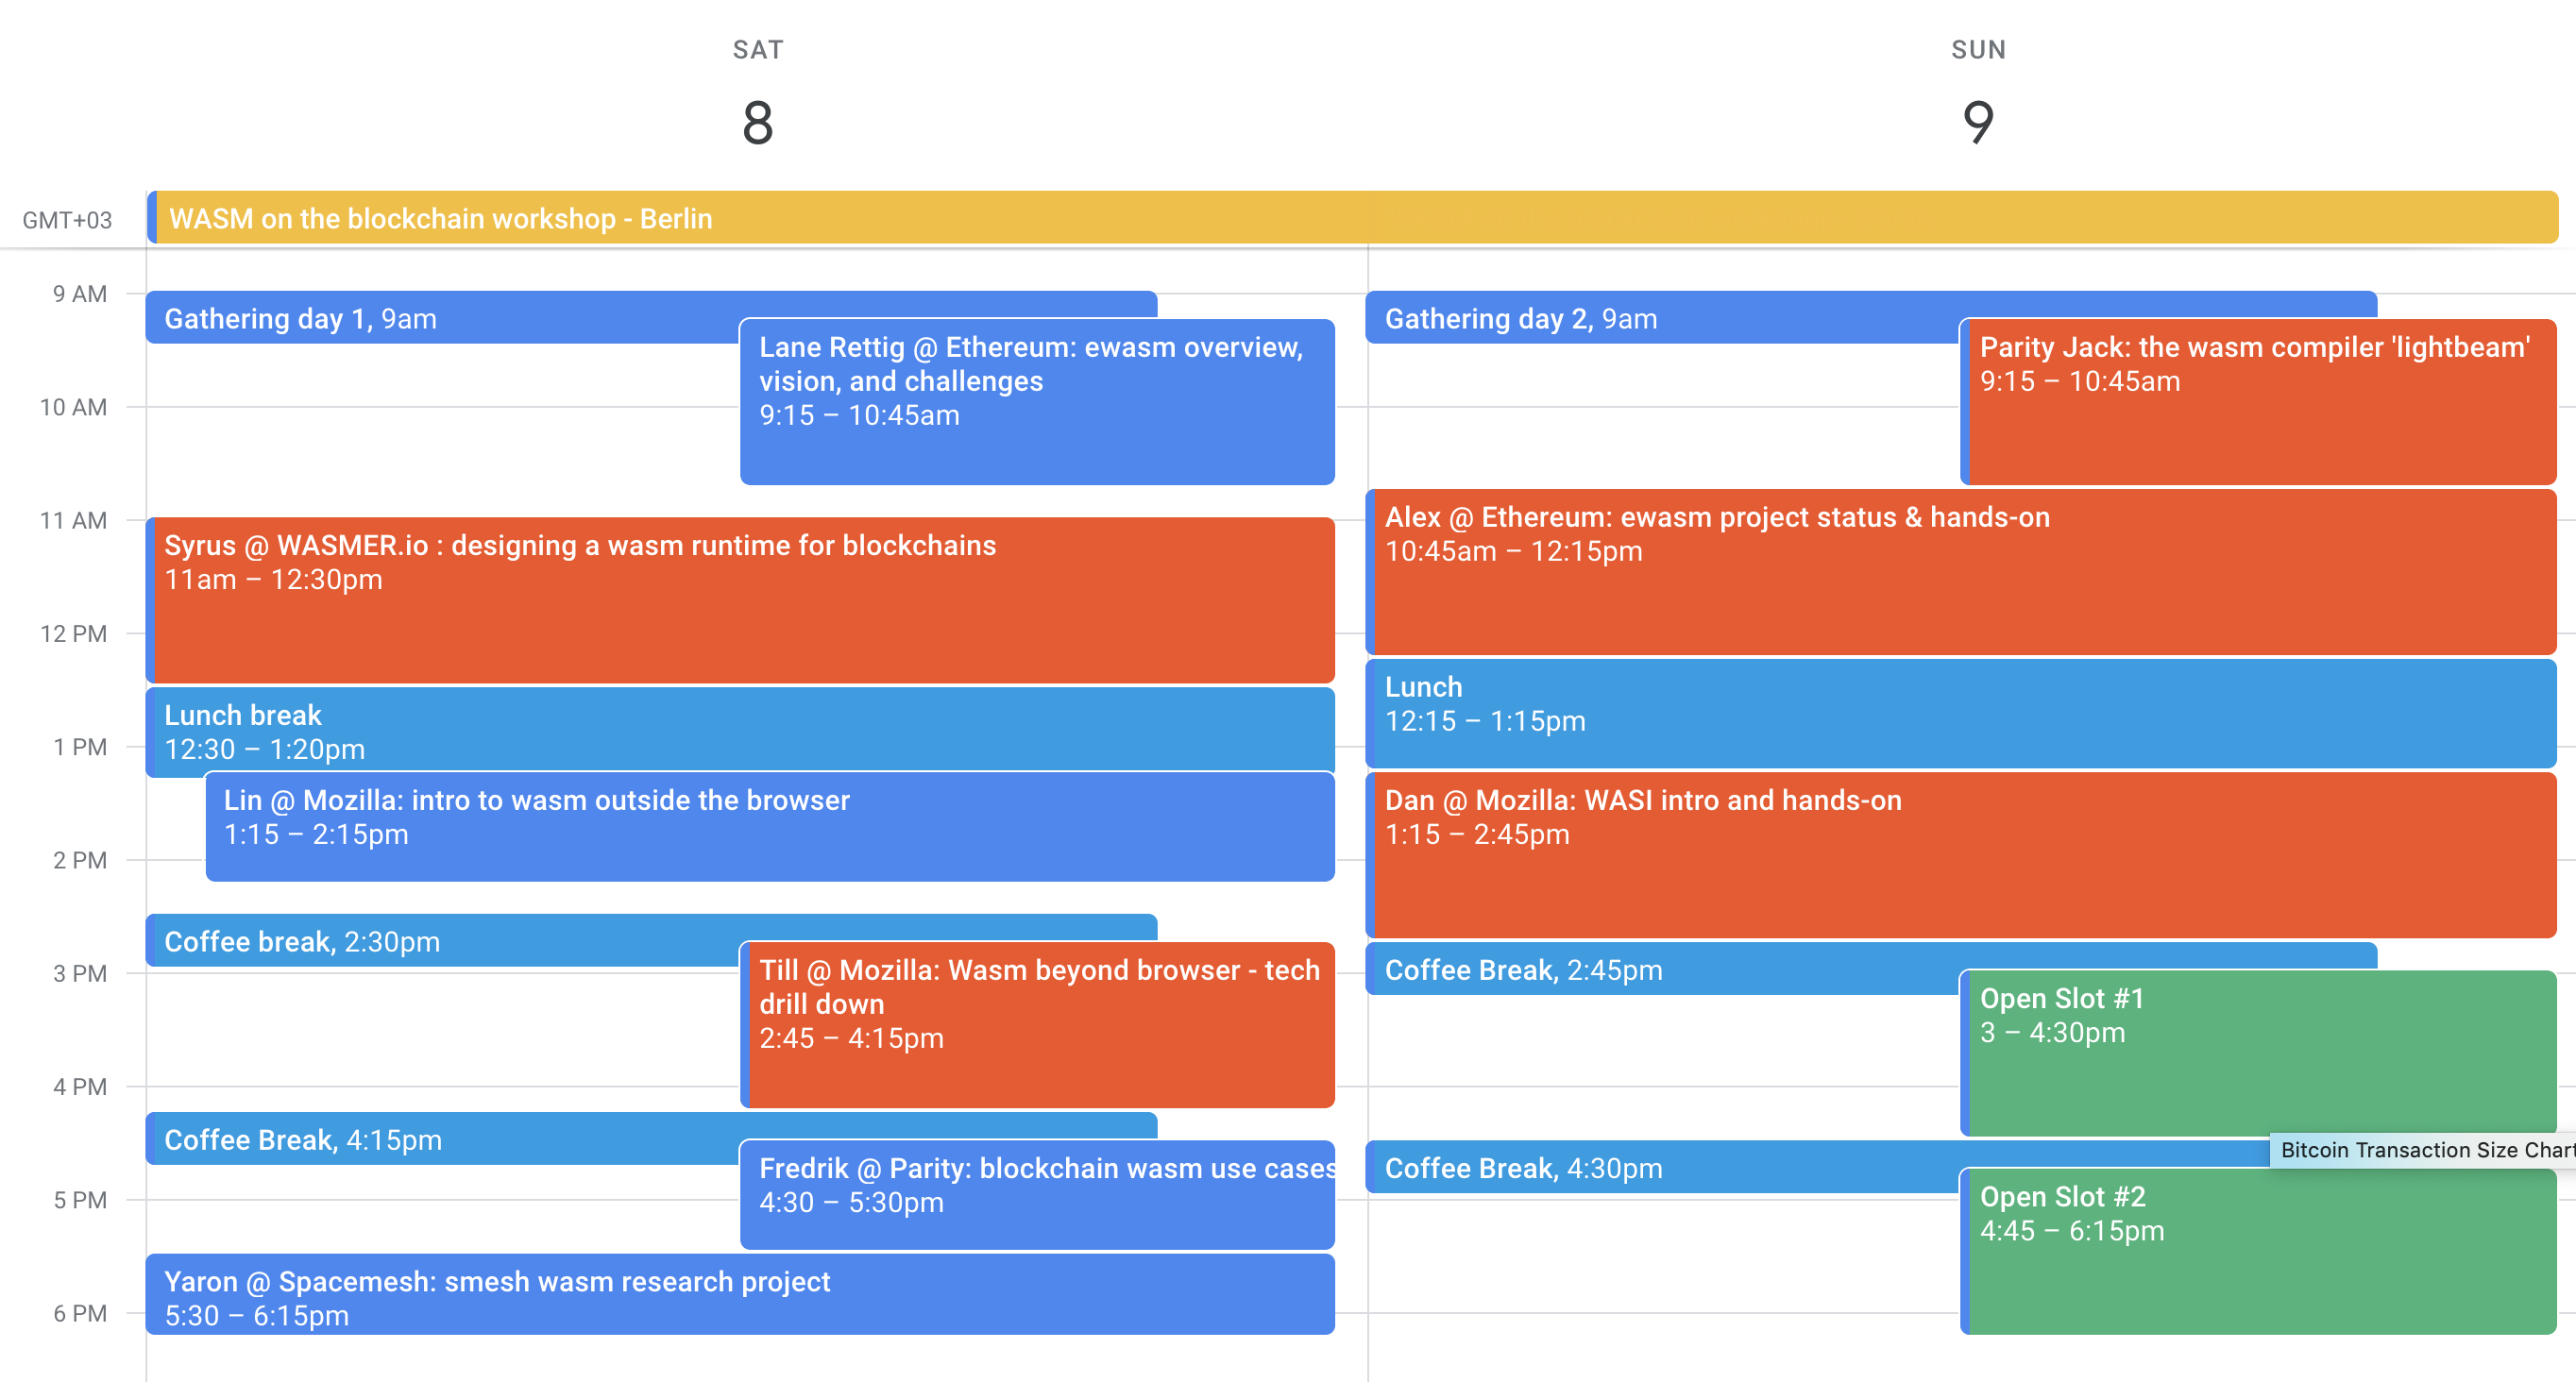 SAT
8
SUN
9
GMT+03
WASM on the blockchain workshop - Berlin
9 AM
10 AM
11 AM
12 PM
1 PM
2 PM
3 PM
4 PM
5 PM
6 PM
Gathering day 1, 9am
Lane Rettig @ Ethereum: ewasm overview,
vision, and challenges
9:15 – 10:45am
Syrus @ WASMER.io : designing a wasm runtime for blockchains
11am – 12:30pm
Lunch break
12:30 – 1:20pm
Lin @ Mozilla: intro to wasm outside the browser
1:15 – 2:15pm
Coffee break, 2:30pm
Till @ Mozilla: Wasm beyond browser - tech
drill down
2:45 – 4:15pm
Coffee Break, 4:15pm
Fredrik @ Parity: blockchain wasm use cases
4:30 – 5:30pm
Yaron @ Spacemesh: smesh wasm research project
5:30 – 6:15pm
Gathering day 2, 9am
Parity Jack: the wasm compiler 'lightbeam'
9:15 – 10:45am
Alex @ Ethereum: ewasm project status & hands-on
10:45am – 12:15pm
Lunch
12:15 – 1:15pm
Dan @ Mozilla: WASI intro and hands-on
1:15 – 2:45pm
Coffee Break, 2:45pm
Open Slot #1
3 – 4:30pm
Coffee Break, 4:30pm
Bitcoin Transaction Size Chart
Open Slot #2
4:45 – 6:15pm